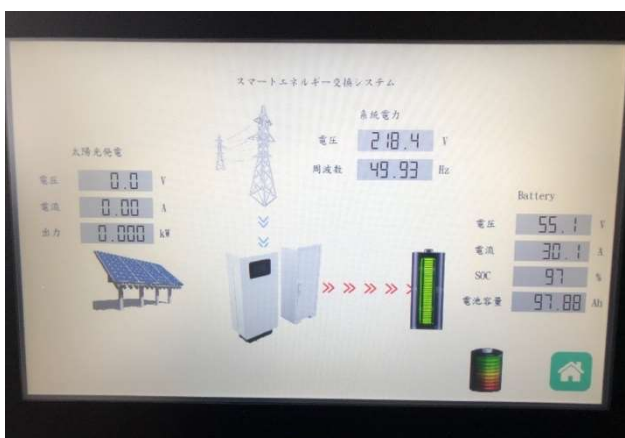 スマートエネルギー交換システム
系統電力
電圧 218.4 V
周波数 49.93 Hz
太陽光発電
電圧 0.0 V
電流 0.00 A
出力 0.000 kW
Battery
電圧 55.1 V
電流 30.1 A
SOC 97 %
電池容量 97.88 Ah